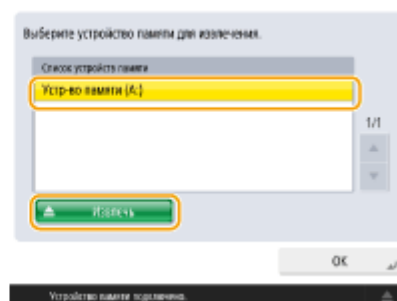 Выберите устройство памяти для извлечения.
Список устройств памяти
Устр-во памяти (A:)
1/1
Извлечь
OK
Устройство памяти подключено.